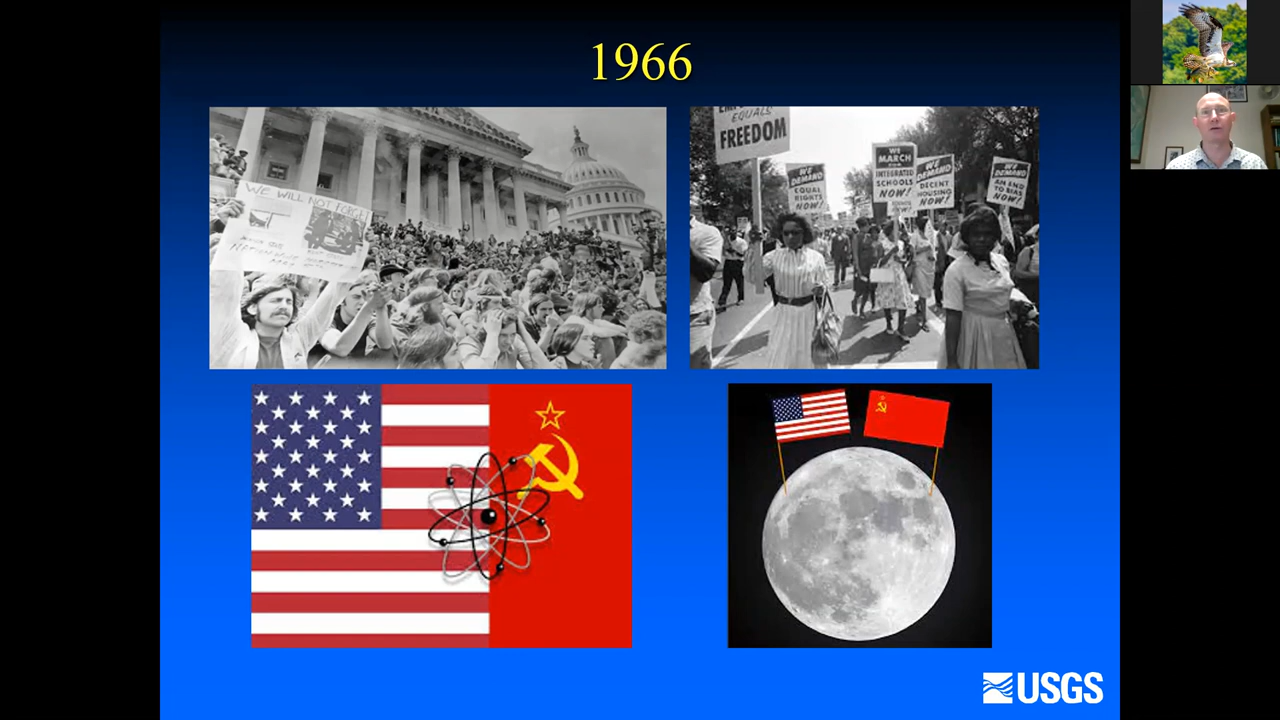 1966
WE WILL NOT FORGET
EQUALS
FREEDOM
WE DEMAND
EQUAL
RIGHTS
NOW!
WE
MARCH
FOR
INTEGRATED
SCHOOLS
NOW!
WE
DEMAND
DECENT
HOUSING
NOW!
WE
DEMAND
AN END
TO BIAS
NOW!
USGS